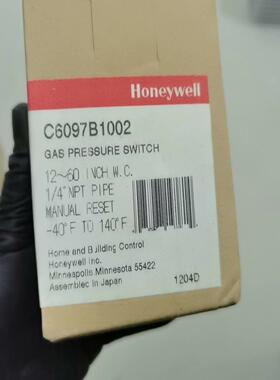 Honeywell
C6097B1002
GAS PRESSURE SWITCH
12~60 INCH W.C.
1/4" NPT PIPE
MANUAL RESET
-40°F TO 140°F
Home and Building Control
Honeywell Inc.
Minneapolis Minnesota 55422
Assembled in Japan
1204D